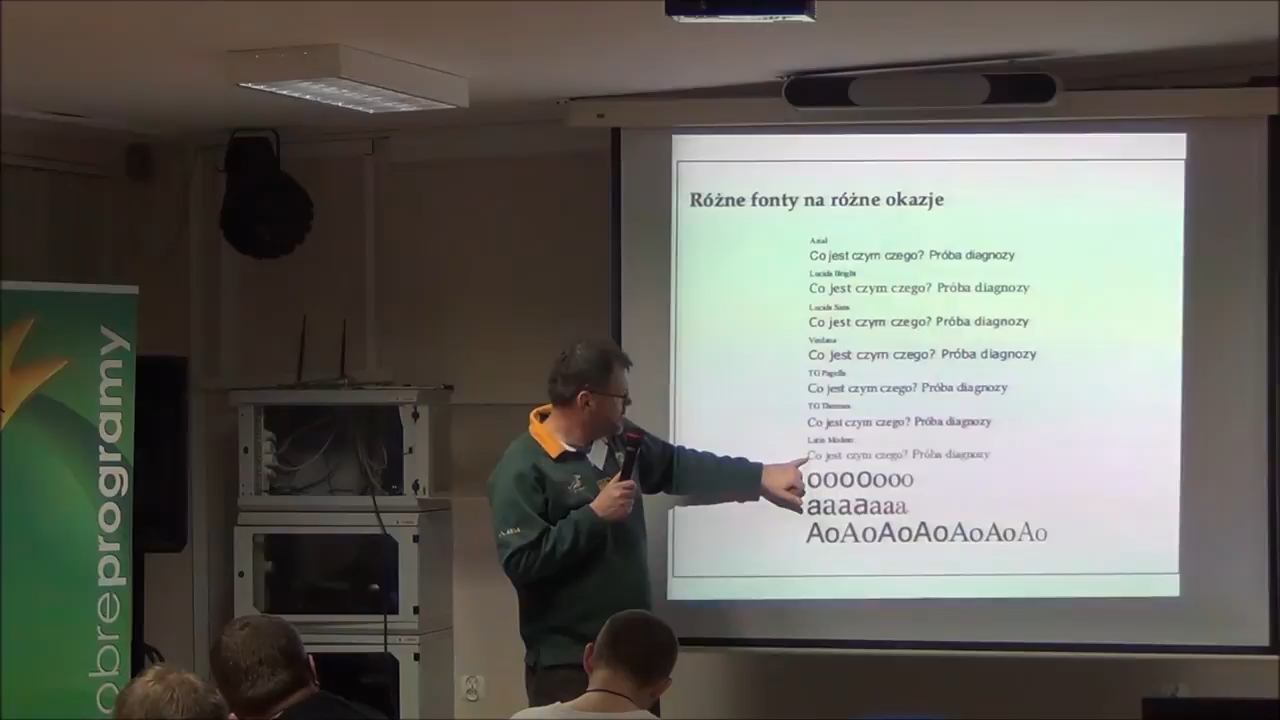 Różne fonty na różne okazje
Arial
Co jest czym czego? Próba diagnozy
Lucida Bright
Co jest czym czego? Próba diagnozy
Lucida Sans
Co jest czym czego? Próba diagnozy
Verdana
Co jest czym czego? Próba diagnozy
TG Pagella
Co jest czym czego? Próba diagnozy
TG Thermes
Co jest czym czego? Próba diagnozy
Latin Modern
Co jest czym czego? Próba diagnozy
ooooooo
aaaaaaa
AoAoAoAoAoAoAo
obreprogramy